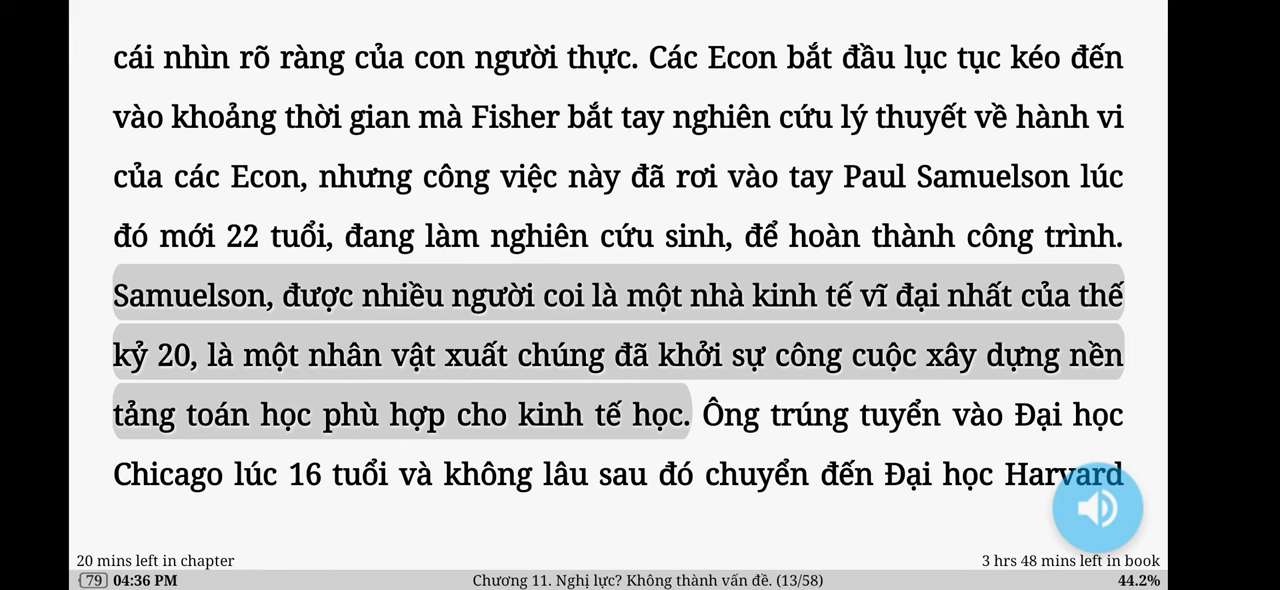 cái nhìn rõ ràng của con người thực. Các Econ bắt đầu lục tục kéo đến
vào khoảng thời gian mà Fisher bắt tay nghiên cứu lý thuyết về hành vi
của các Econ, nhưng công việc này đã rơi vào tay Paul Samuelson lúc
đó mới 22 tuổi, đang làm nghiên cứu sinh, để hoàn thành công trình.
Samuelson, được nhiều người coi là một nhà kinh tế vĩ đại nhất của thế
kỷ 20, là một nhân vật xuất chúng đã khởi sự công cuộc xây dựng nền
tảng toán học phù hợp cho kinh tế học. Ông trúng tuyển vào Đại học
Chicago lúc 16 tuổi và không lâu sau đó chuyển đến Đại học Harvard
20 mins left in chapter 3 hrs 48 mins left in book
79 04:36 PM Chương 11. Nghị lực? Không thành vấn đề. (13/58) 44.2%